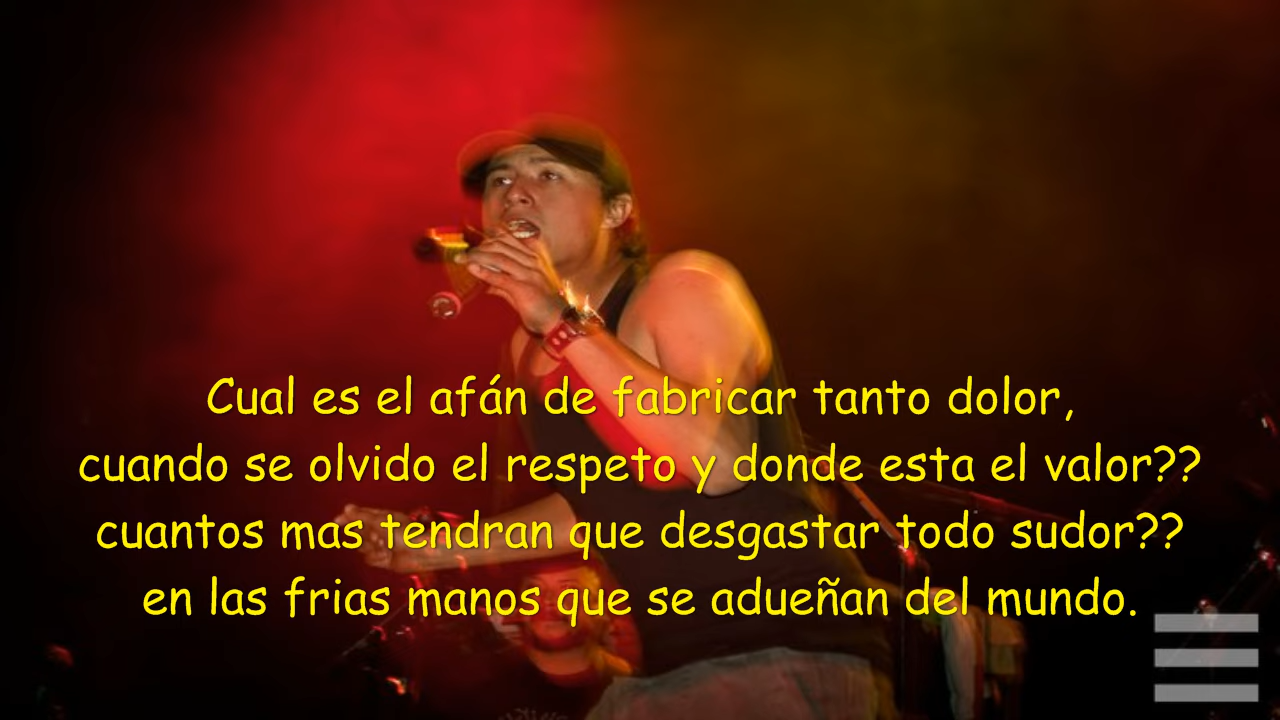 Cual es el afán de fabricar tanto dolor,
cuando se olvido el respeto y donde esta el valor??
cuantos mas tendran que desgastar todo sudor??
en las frias manos que se adueñan del mundo.